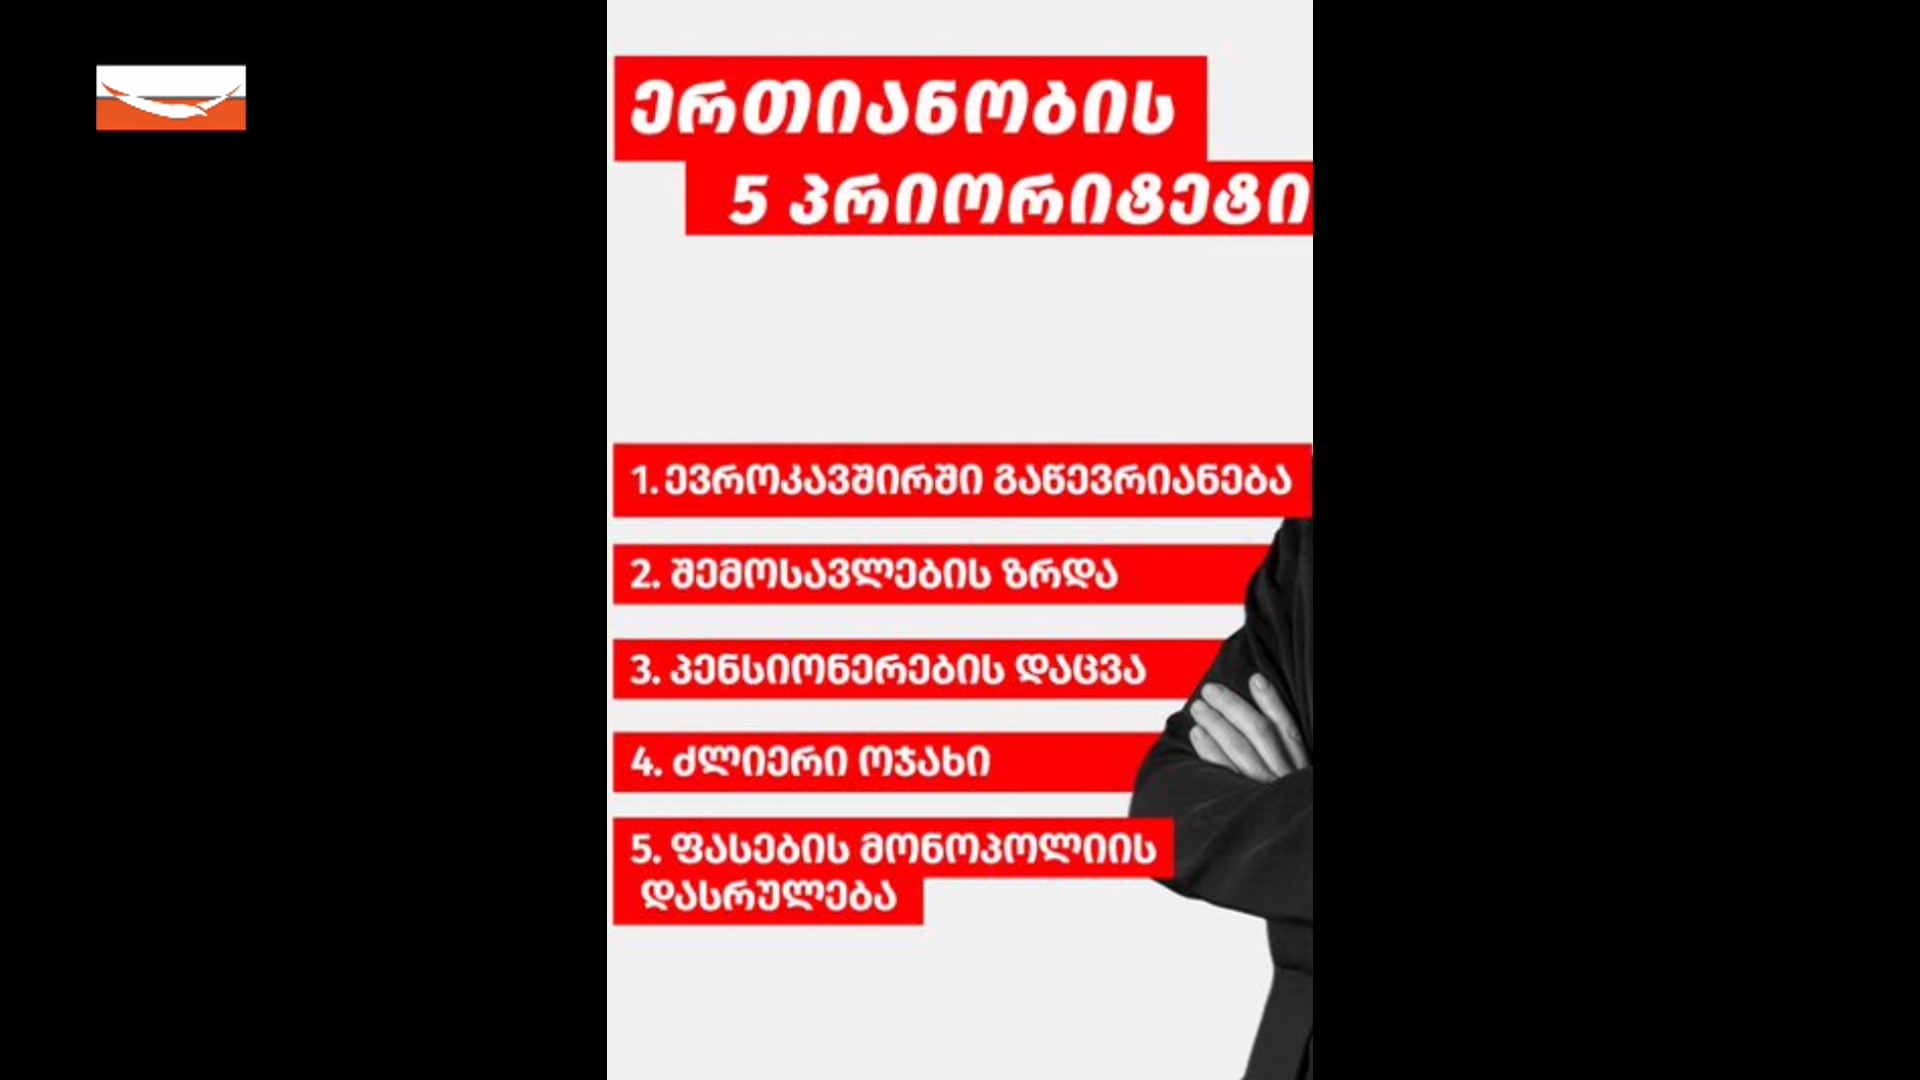 ერთიანობის
5 პრიორიტეტი
1. ევროკავშირში გაწევრიანება
2. შემოსავლების ზრდა
3. პენსიონერების დაცვა
4. ძლიერი ოჯახი
5. ფასების მონოპოლიის
დასრულება